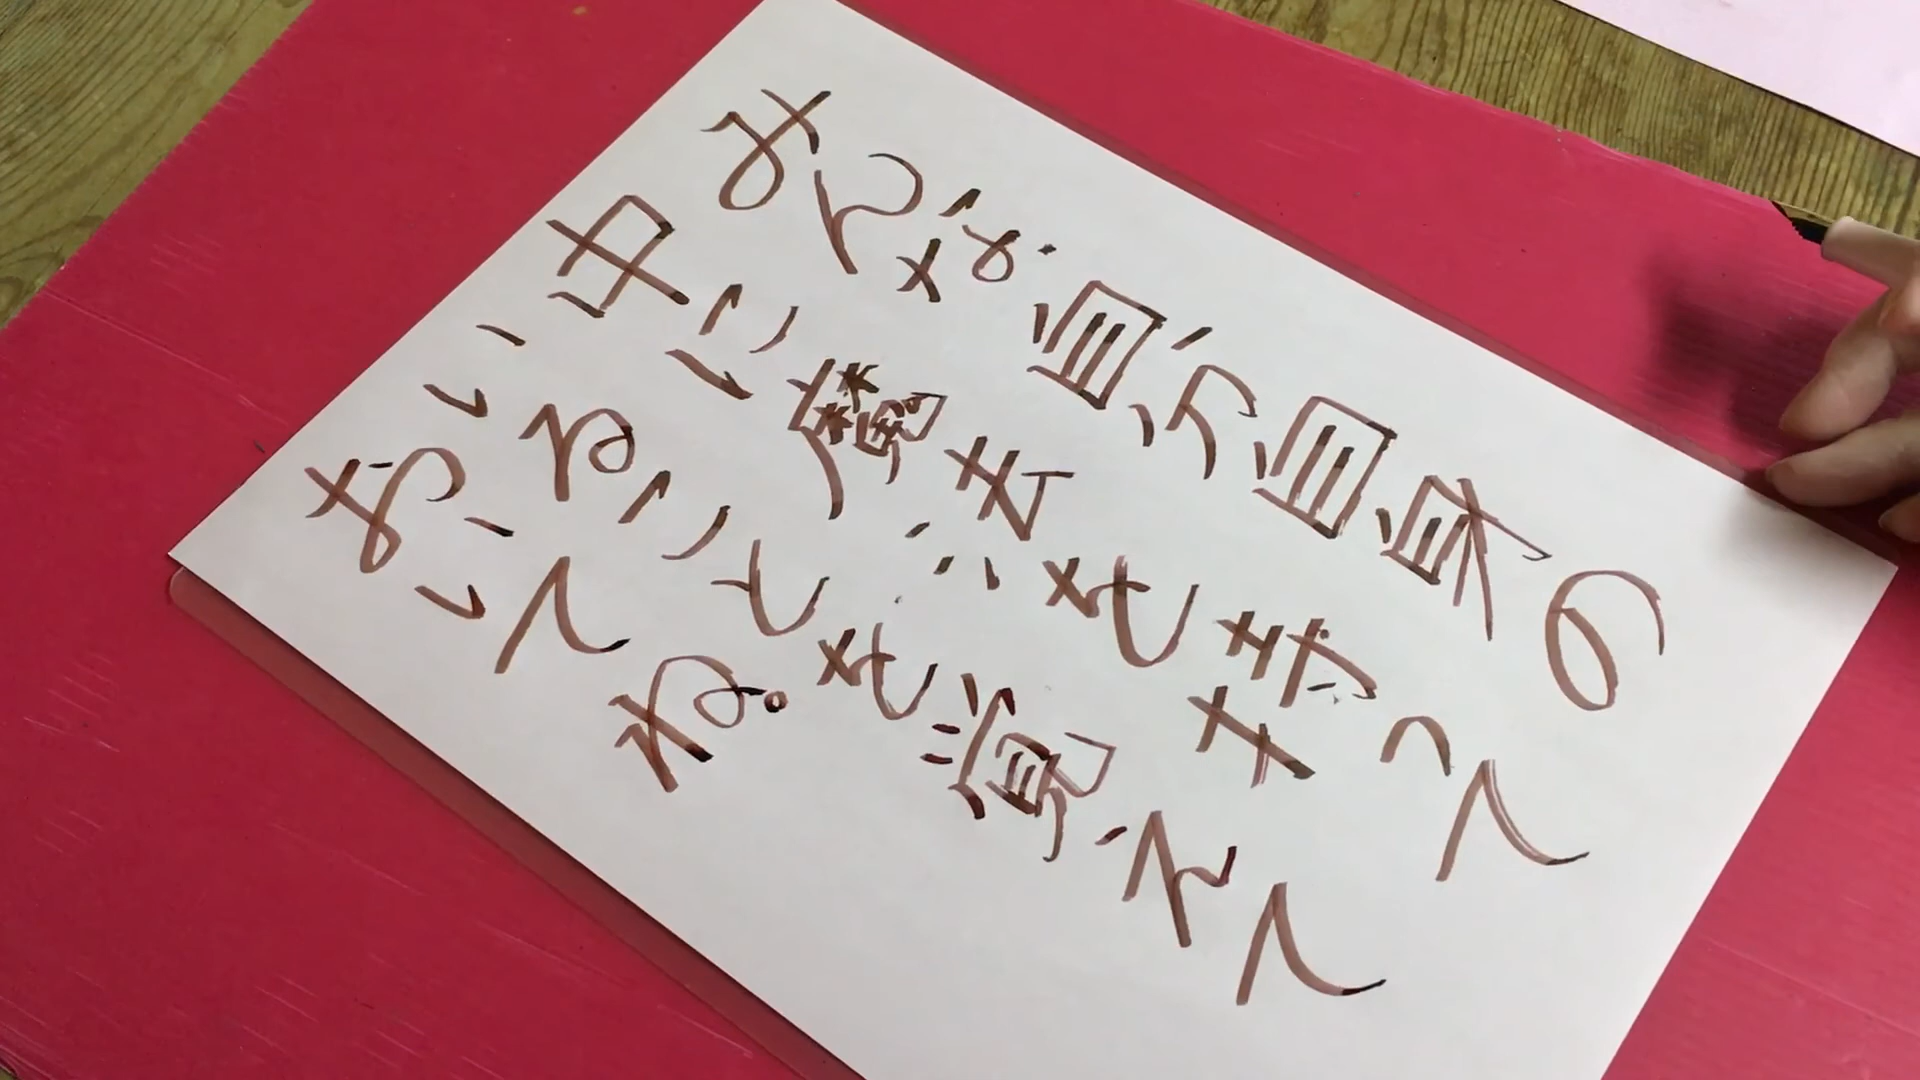 みんな自分自身の
中に魔法を持って
いることを覚えて
おいてね。